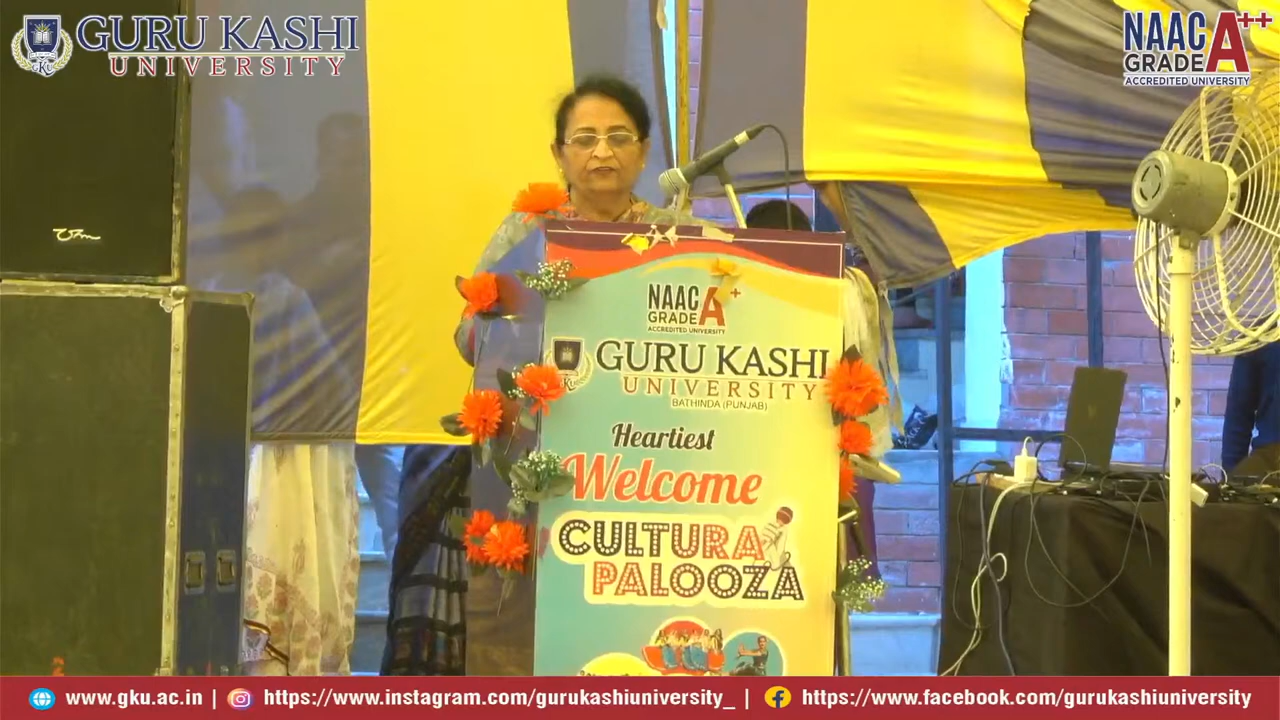 GURU KASHI
UNIVERSITY
NAAC A++
GRADE
ACCREDITED UNIVERSITY
NAAC A+
GRADE
ACCREDITED UNIVERSITY
GURU KASHI
UNIVERSITY
BATHINDA (PUNJAB)
Heartiest
Welcome
CULTURA
PALOOZA
www.gku.ac.in | https://www.instagram.com/gurukashiuniversity_ | https://www.facebook.com/gurukashiuniversity